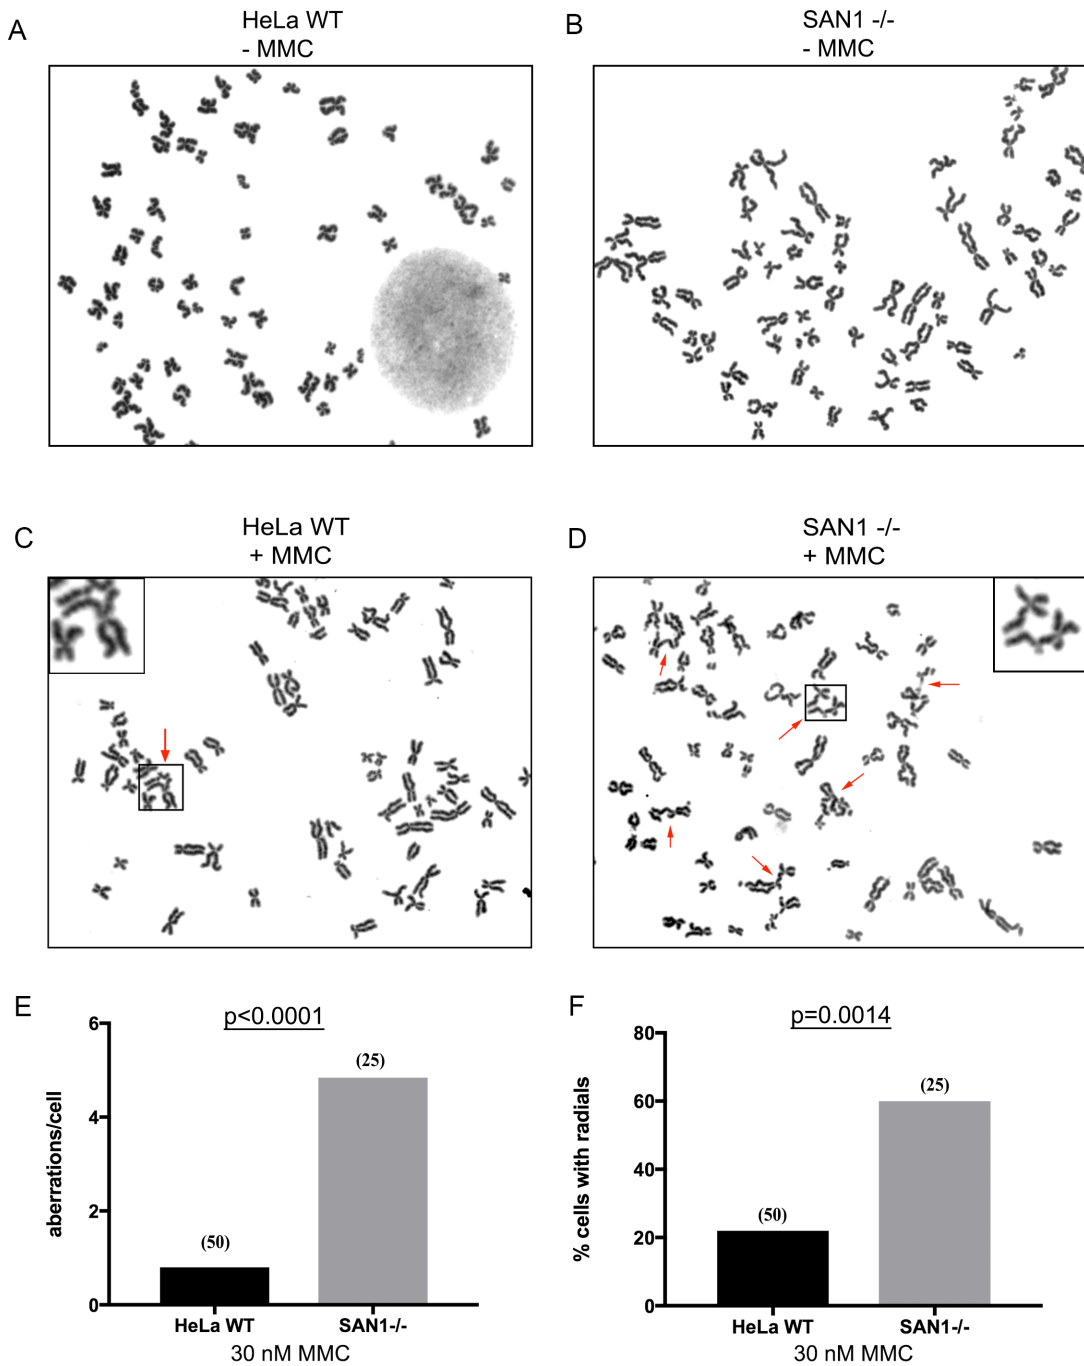 A
HeLa WT
- MMC
B
SAN1 -/-
- MMC
C
HeLa WT
+ MMC
D
SAN1 -/-
+ MMC
E
p<0.0001
aberrations/cell
6
4
2
0
(50)
(25)
HeLa WT
SAN1-/-
30 nM MMC
F
p=0.0014
% cells with radials
80
60
40
20
0
(50)
(25)
HeLa WT
SAN1-/-
30 nM MMC